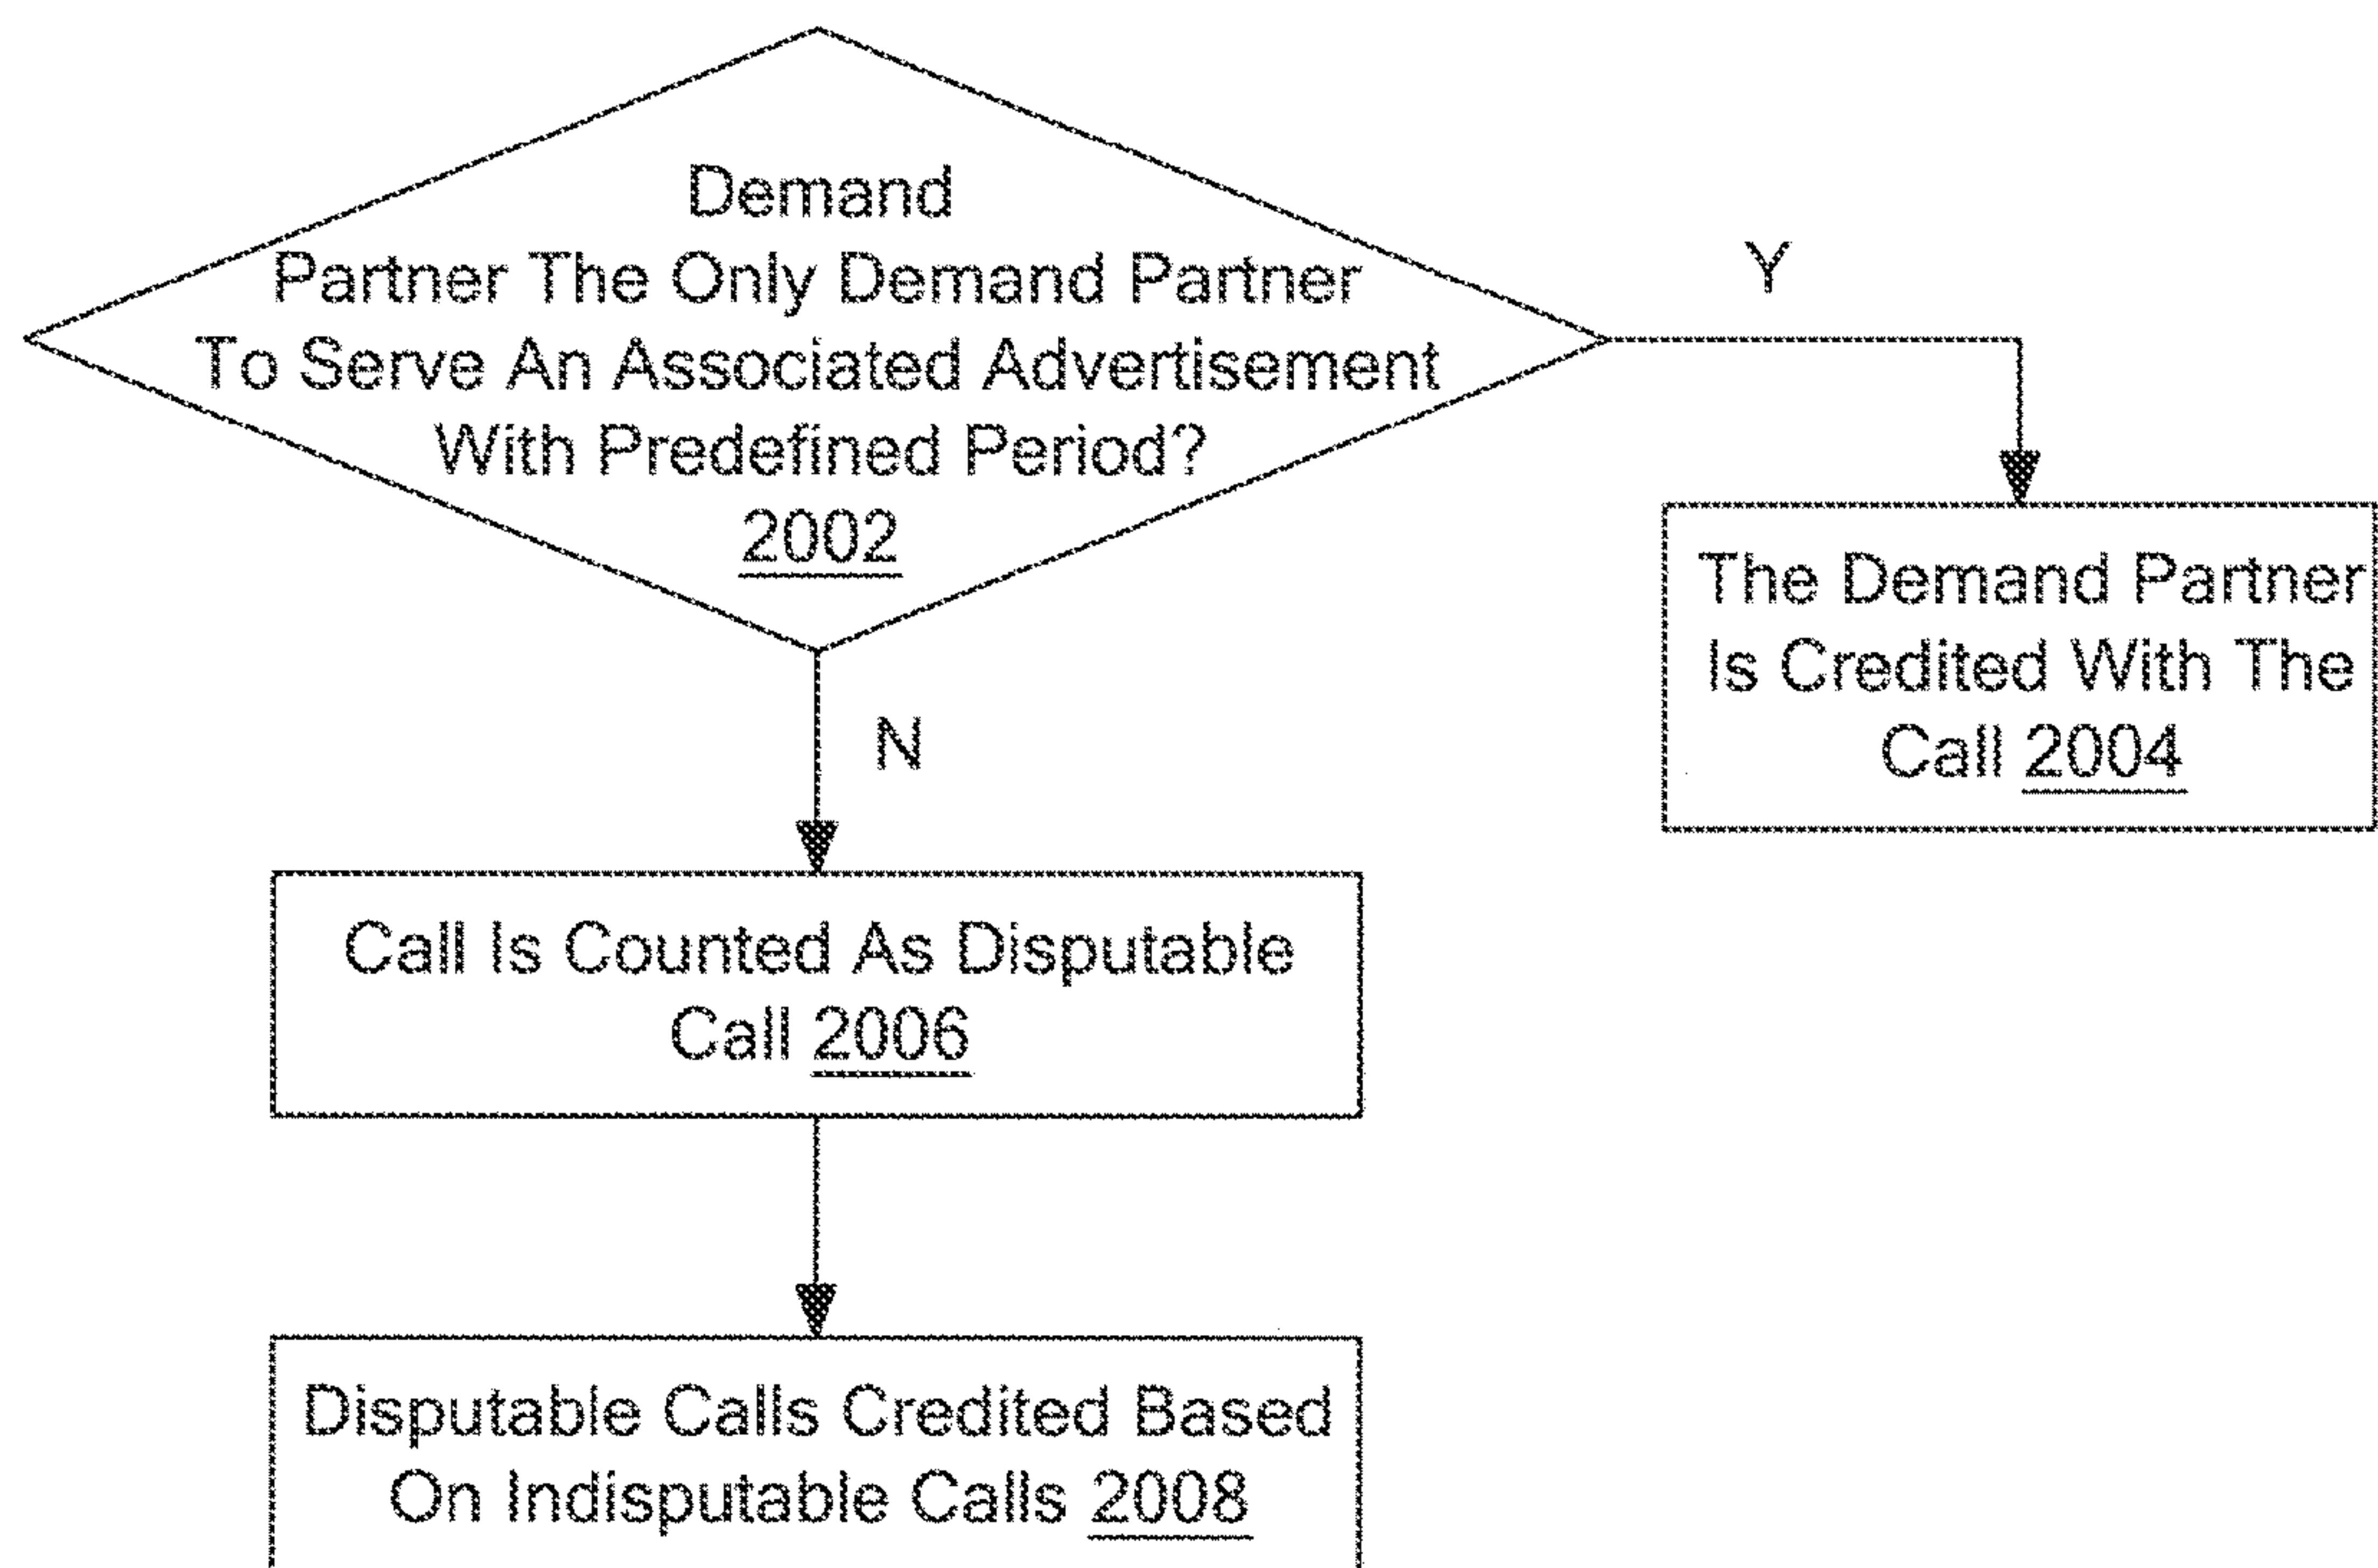 Demand
Partner The Only Demand Partner
To Serve An Associated Advertisement
With Predefined Period?
2002
Y
The Demand Partner
Is Credited With The
Call 2004
N
Call Is Counted As Disputable
Call 2006
Disputable Calls Credited Based
On Indisputable Calls 2008